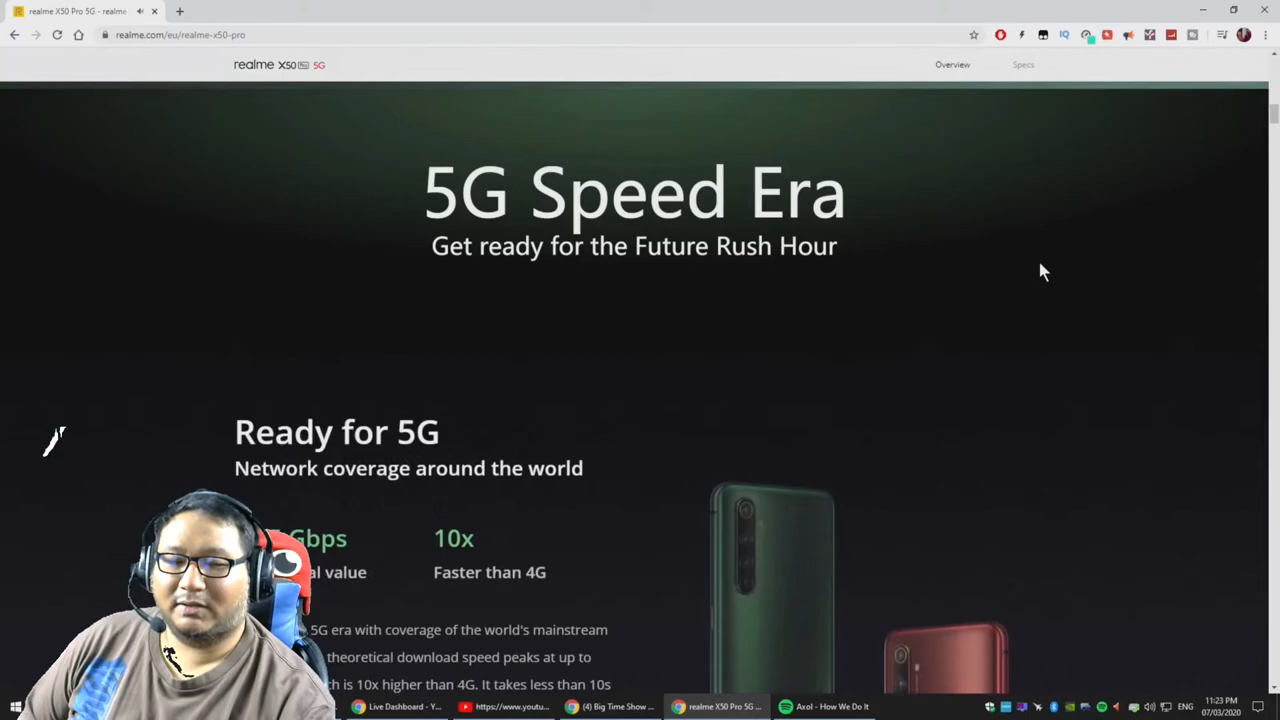 realme X50 Pro 5G - realme
realme.com/eu/realme-x50-pro
realme X50 Pro 5G
Overview
Specs
5G Speed Era
Get ready for the Future Rush Hour
Ready for 5G
Network coverage around the world
Gbps
10x
value
Faster than 4G
5G era with coverage of the world's mainstream
theoretical download speed peaks at up to
is 10x higher than 4G. It takes less than 10s
Live Dashboard - Y...
https://www.youtu...
(4) Big Time Show ...
realme X50 Pro 5G ...
Axol - How We Do It
ENG
11:23 PM
07/03/2020